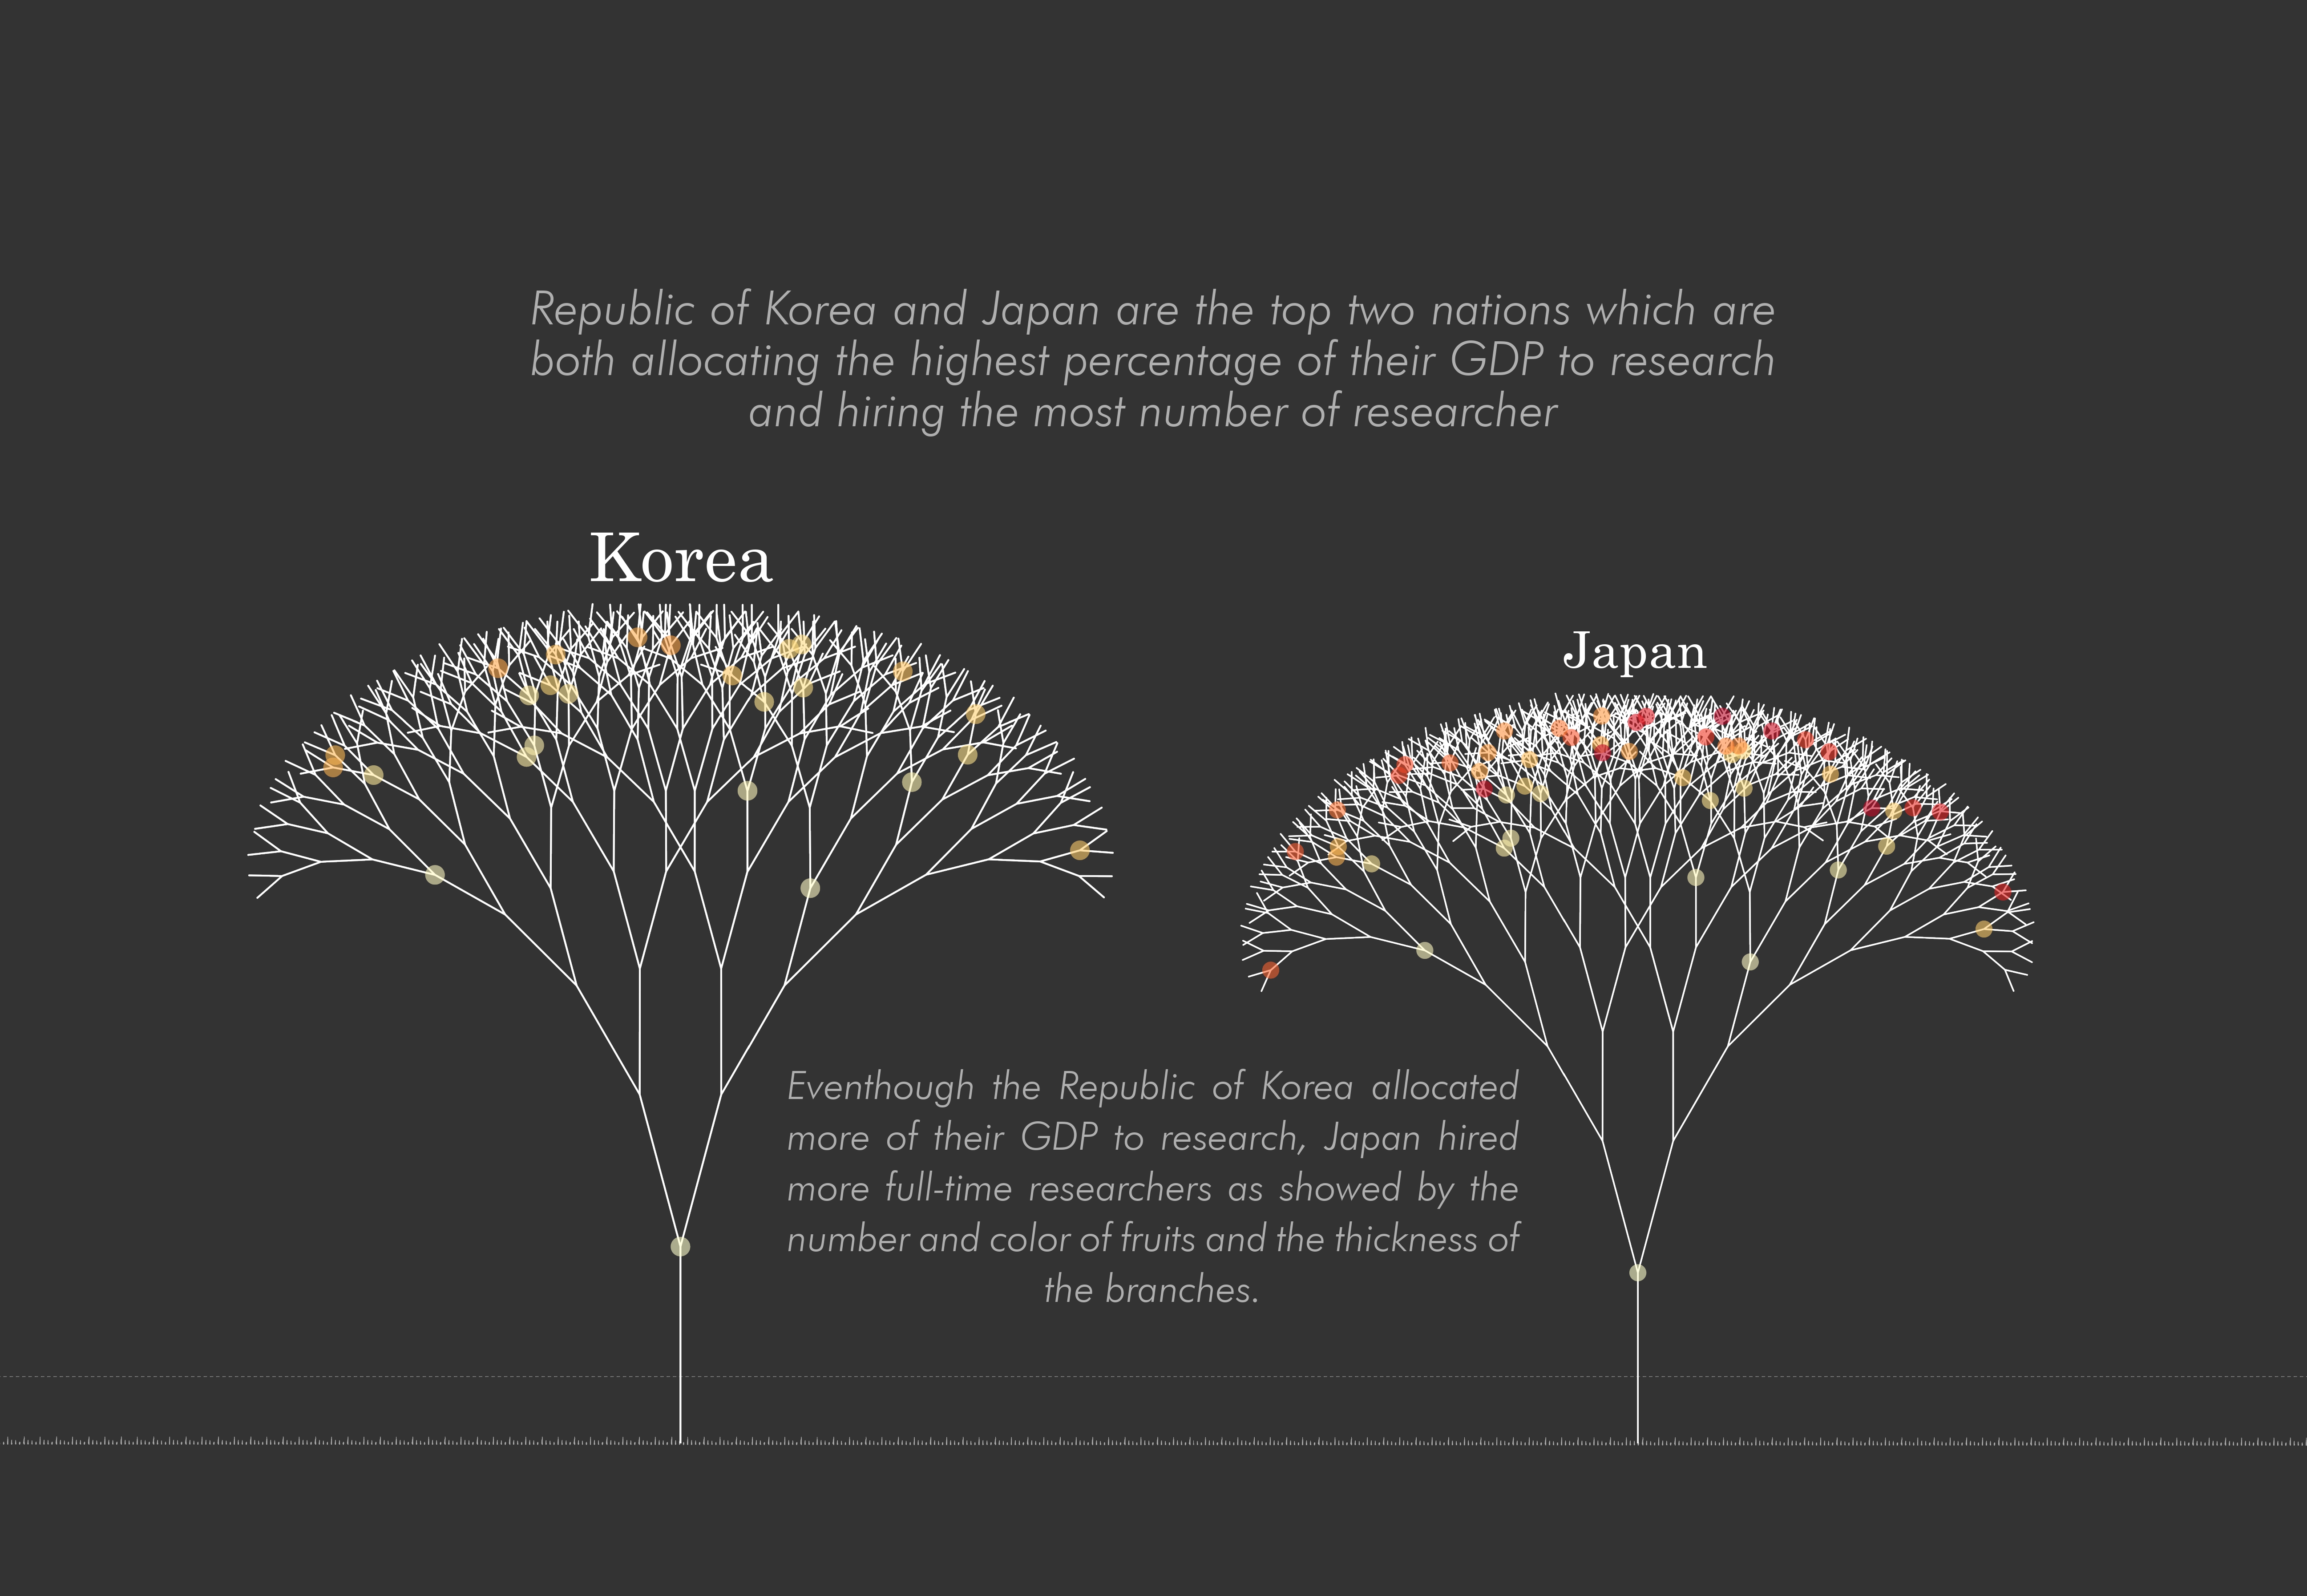 Republic of Korea and Japan are the top two nations which are
both allocating the highest percentage of their GDP to research
and hiring the most number of researcher
Korea
Japan
Eventhough the Republic of Korea allocated
more of their GDP to research, Japan hired
more full-time researchers as showed by the
number and color of fruits and the thickness of
the branches.